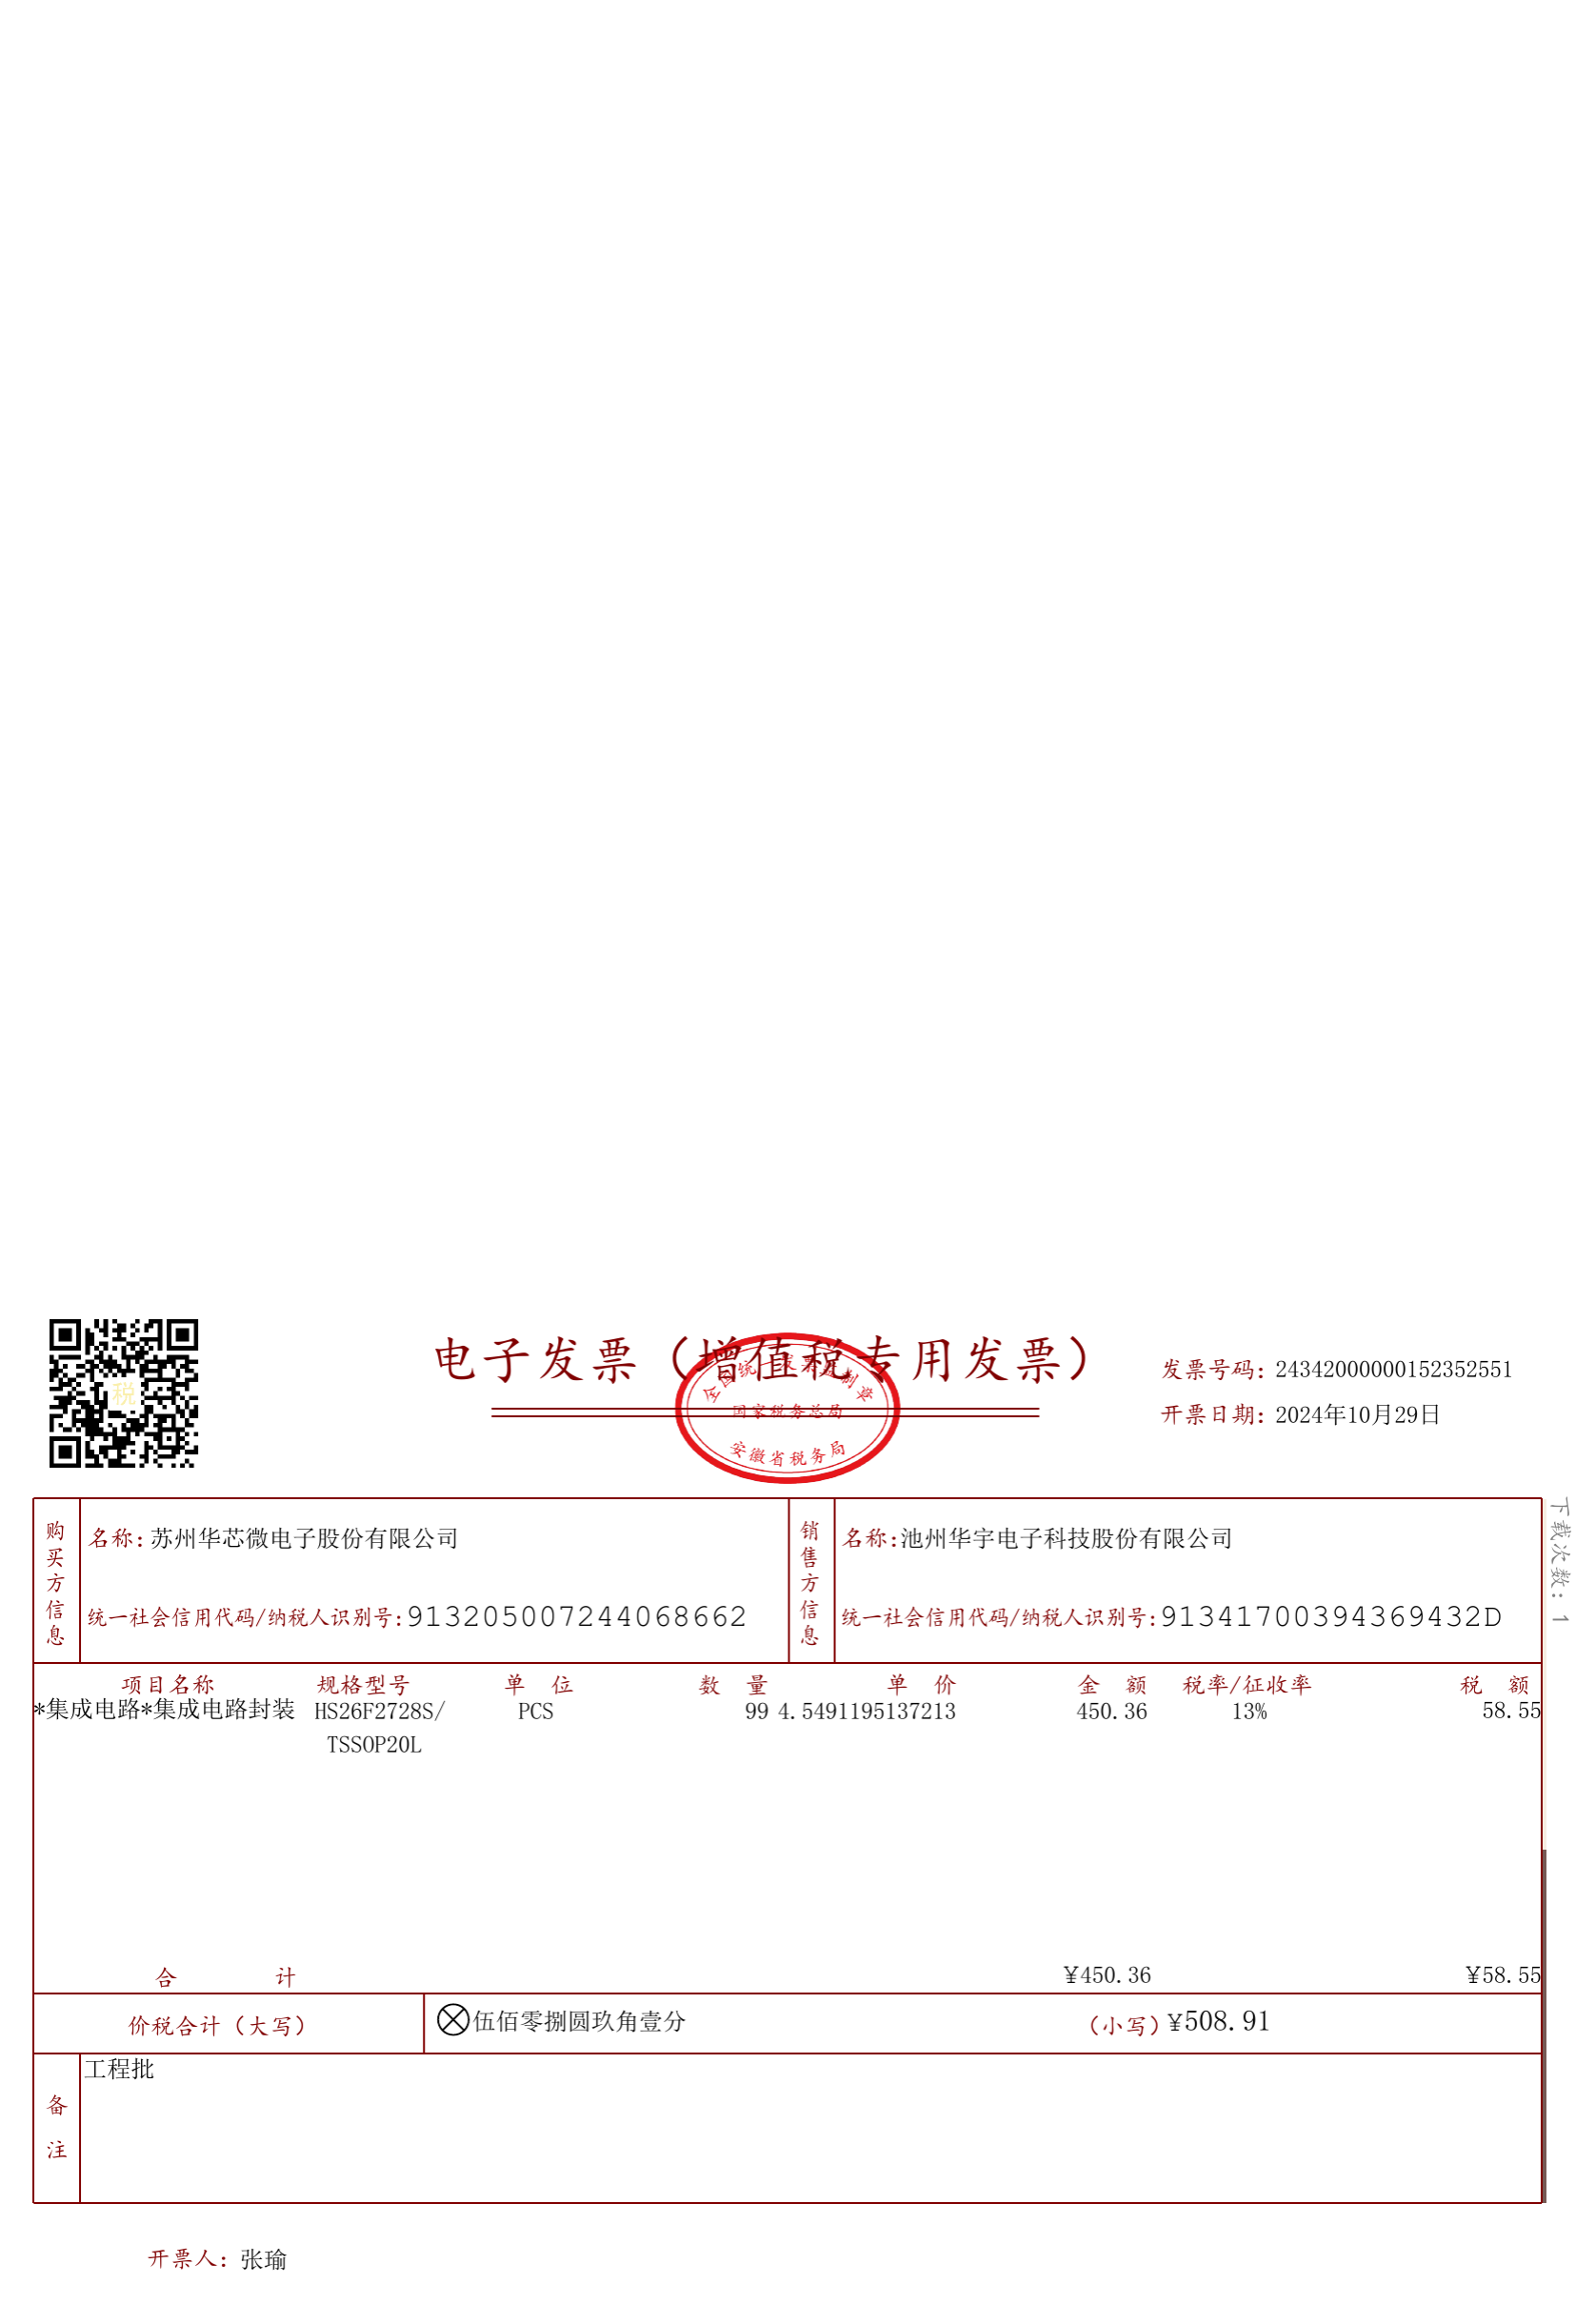 电子发票（增值税专用发票）
全国统一发票监制章
国家税务总局
安徽省税务局
税
发票号码：24342000000152352551
开票日期：2024年10月29日
购买方信息
名称：苏州华芯微电子股份有限公司
统一社会信用代码/纳税人识别号：913205007244068662
销售方信息
名称：池州华宇电子科技股份有限公司
统一社会信用代码/纳税人识别号：91341700394369432D
下载次数：1
项目名称 规格型号 单 位 数 量 单 价 金 额 税率/征收率 税 额
*集成电路*集成电路封装 HS26F2728S/ PCS 99 4.5491195137213 450.36 13% 58.55
TSSOP20L
合 计 ¥450.36 ¥58.55
价税合计（大写） 伍佰零捌圆玖角壹分 （小写）¥508.91
备注
工程批
开票人：张瑜